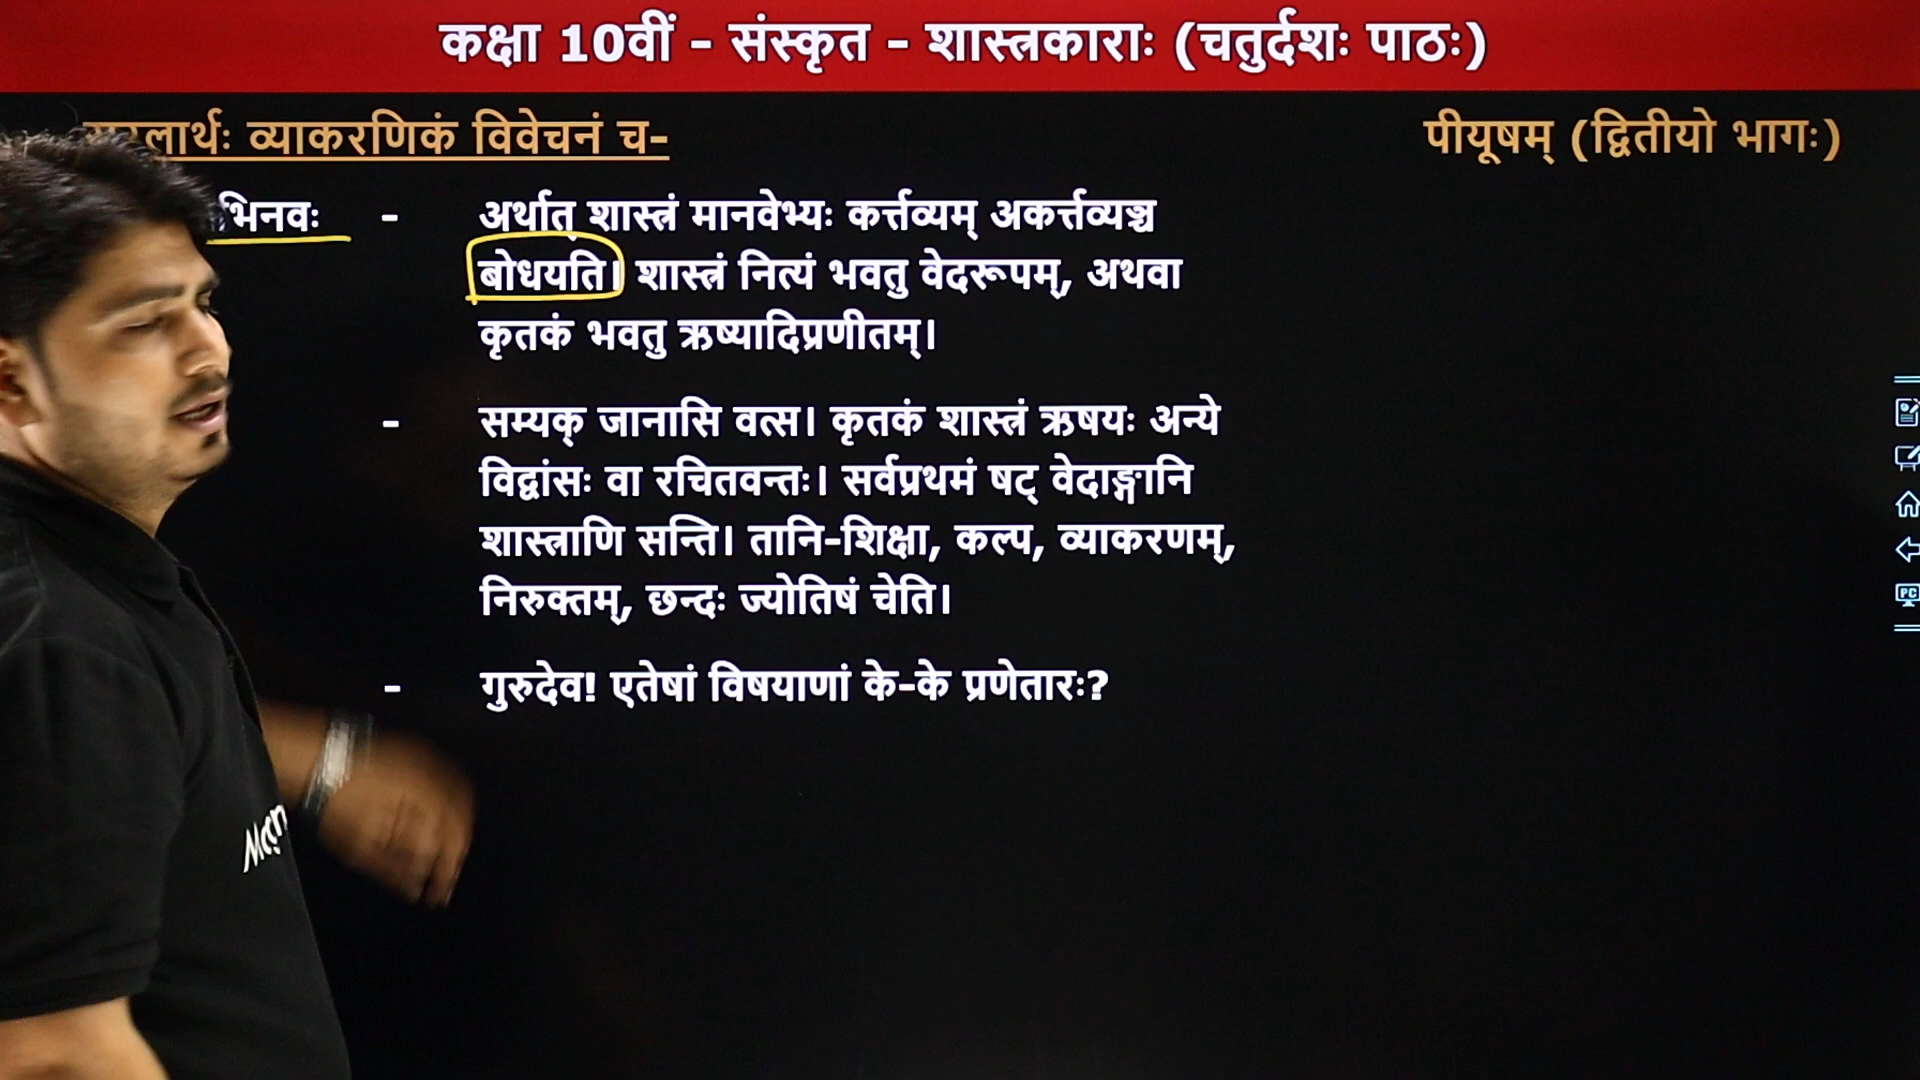 कक्षा 10वीं - संस्कृत - शास्त्रकाराः (चतुर्दशः पाठः)
व्याकरणिकं विवेचनं च-
पीयूषम् (द्वितीयो भागः)
- अर्थात् शास्त्रं मानवेभ्यः कर्त्तव्यम् अकर्त्तव्यञ्च
बोधयति। शास्त्रं नित्यं भवतु वेदरूपम्, अथवा
कृतकं भवतु ऋष्यादिप्रणीतम्।
- सम्यक् जानासि वत्स। कृतकं शास्त्रं ऋषयः अन्ये
विद्वांसः वा रचितवन्तः। सर्वप्रथमं षट् वेदाङ्गानि
शास्त्राणि सन्ति। तानि-शिक्षा, कल्प, व्याकरणम्,
निरुक्तम्, छन्दः ज्योतिषं चेति।
- गुरुदेव! एतेषां विषयाणां के-के प्रणेतारः?
PC